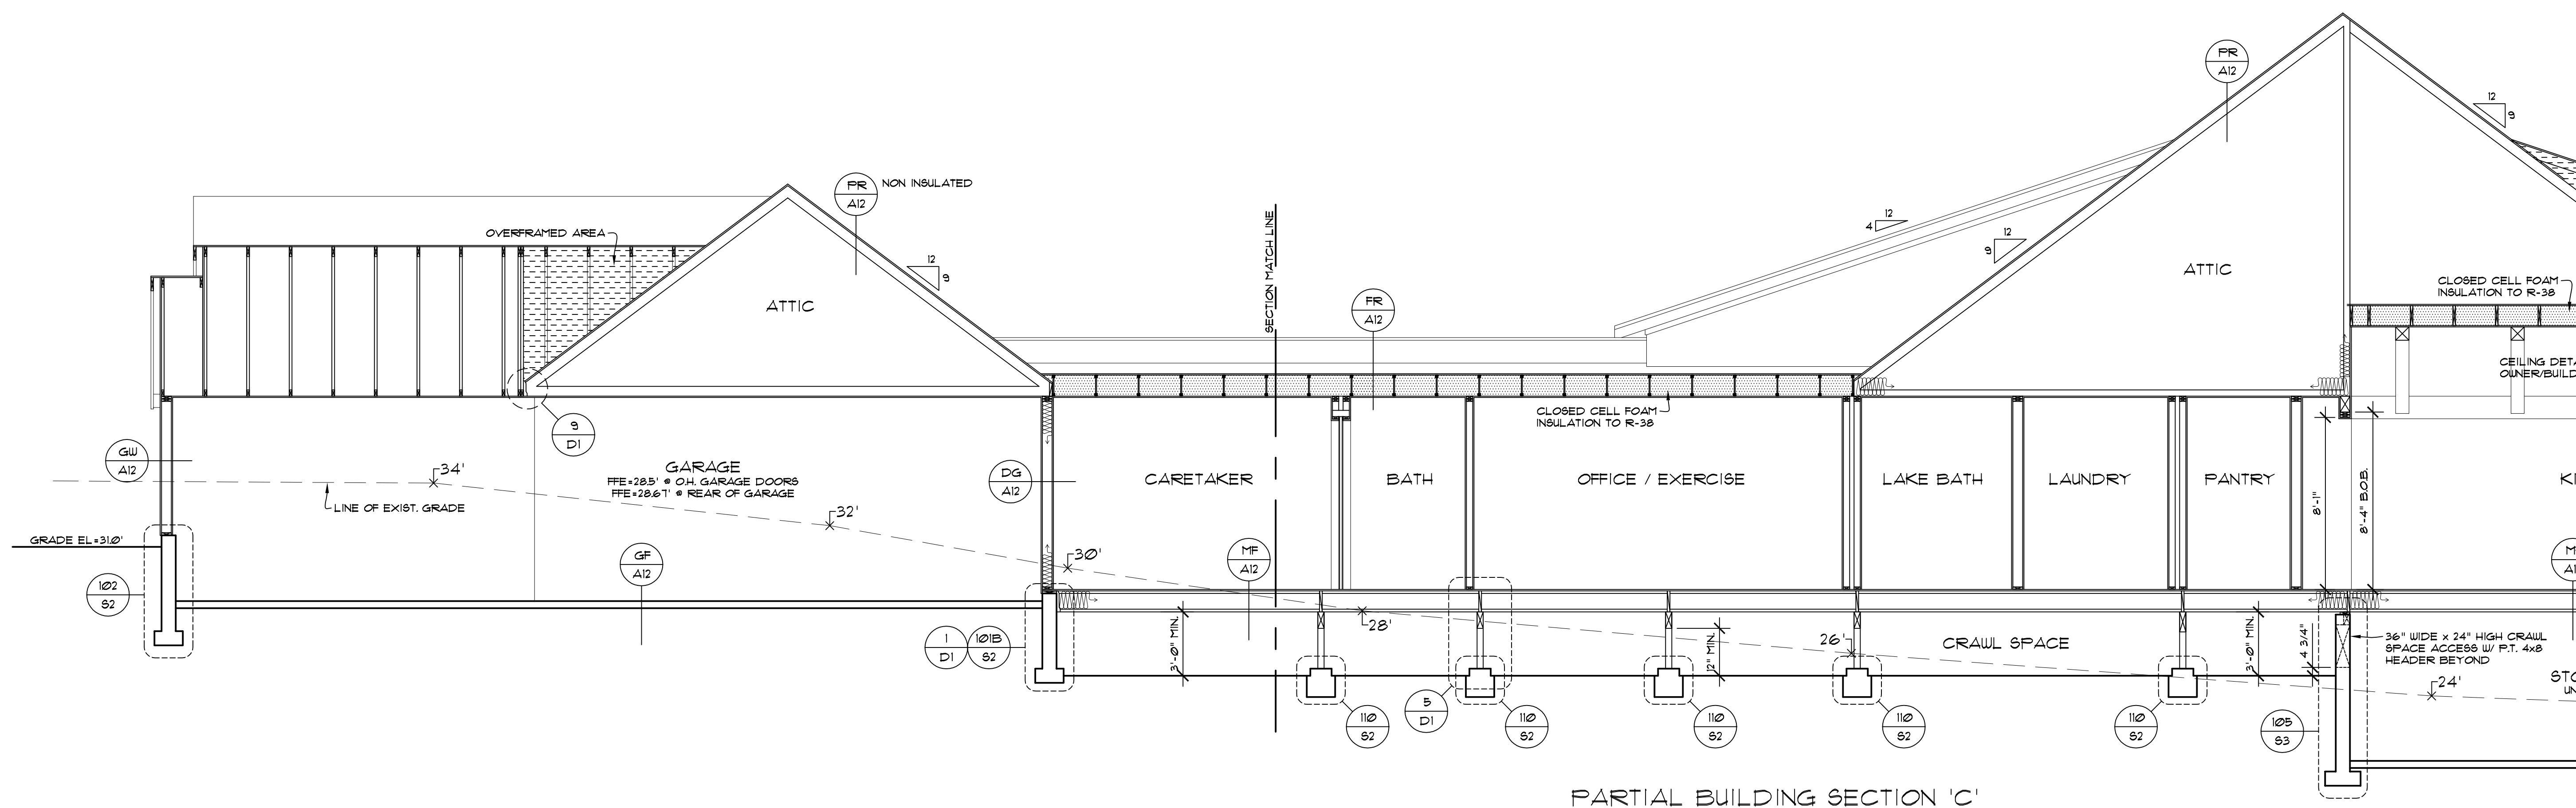 PR
A12
NON INSULATED
OVERFRAMED AREA
12
9
ATTIC
SECTION MATCH LINE
FR
A12
12
4
12
9
PR
A12
12
9
ATTIC
CLOSED CELL FOAM
INSULATION TO R-38
CLOSED CELL FOAM
INSULATION TO R-38
9
D1
GW
A12
34'
LINE OF EXIST. GRADE
GARAGE
FFE=28.5' @ O.H. GARAGE DOORS
FFE=28.67' @ REAR OF GARAGE
32'
DG
A12
CARETAKER
BATH
OFFICE / EXERCISE
LAKE BATH
LAUNDRY
PANTRY
8'-1"
8'-4" B.O.B.
GRADE EL=31.0'
102
S2
GF
A12
30'
MF
A12
28'
26'
24'
1
D1
101B
S2
3'-0" MIN.
12" MIN.
CRAWL SPACE
3'-0" MIN.
4 3/4"
36" WIDE x 24" HIGH CRAWL
SPACE ACCESS W/ P.T. 4x8
HEADER BEYOND
110
S2
5
D1
110
S2
110
S2
110
S2
110
S2
105
S3
PARTIAL BUILDING SECTION 'C'